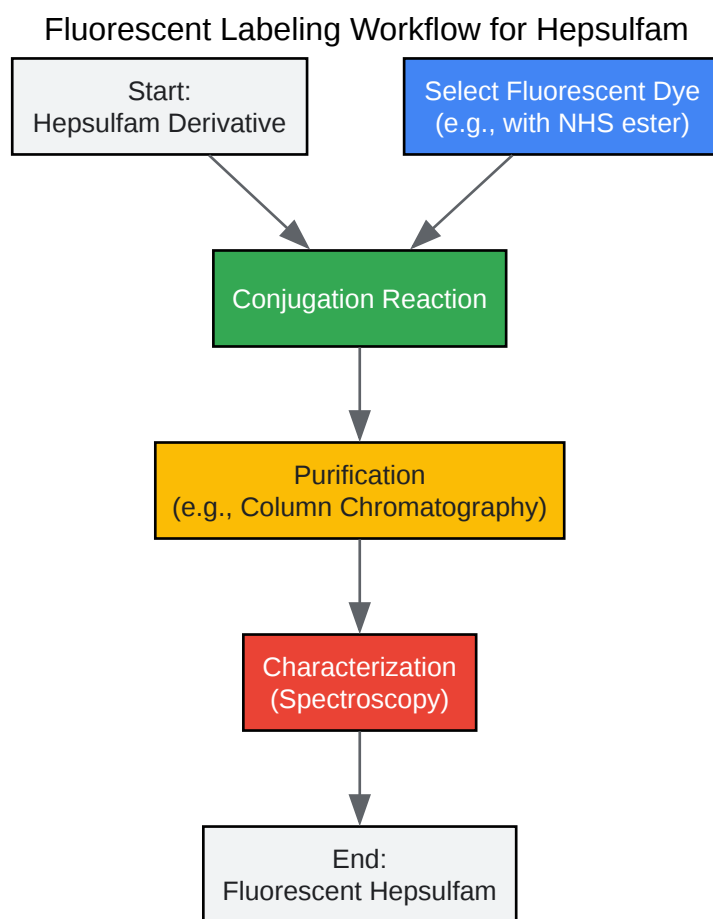 Fluorescent Labeling Workflow for Hepsulfam
Start:
Hepsulfam Derivative
Select Fluorescent Dye
(e.g., with NHS ester)
Conjugation Reaction
Purification
(e.g., Column Chromatography)
Characterization
(Spectroscopy)
End:
Fluorescent Hepsulfam